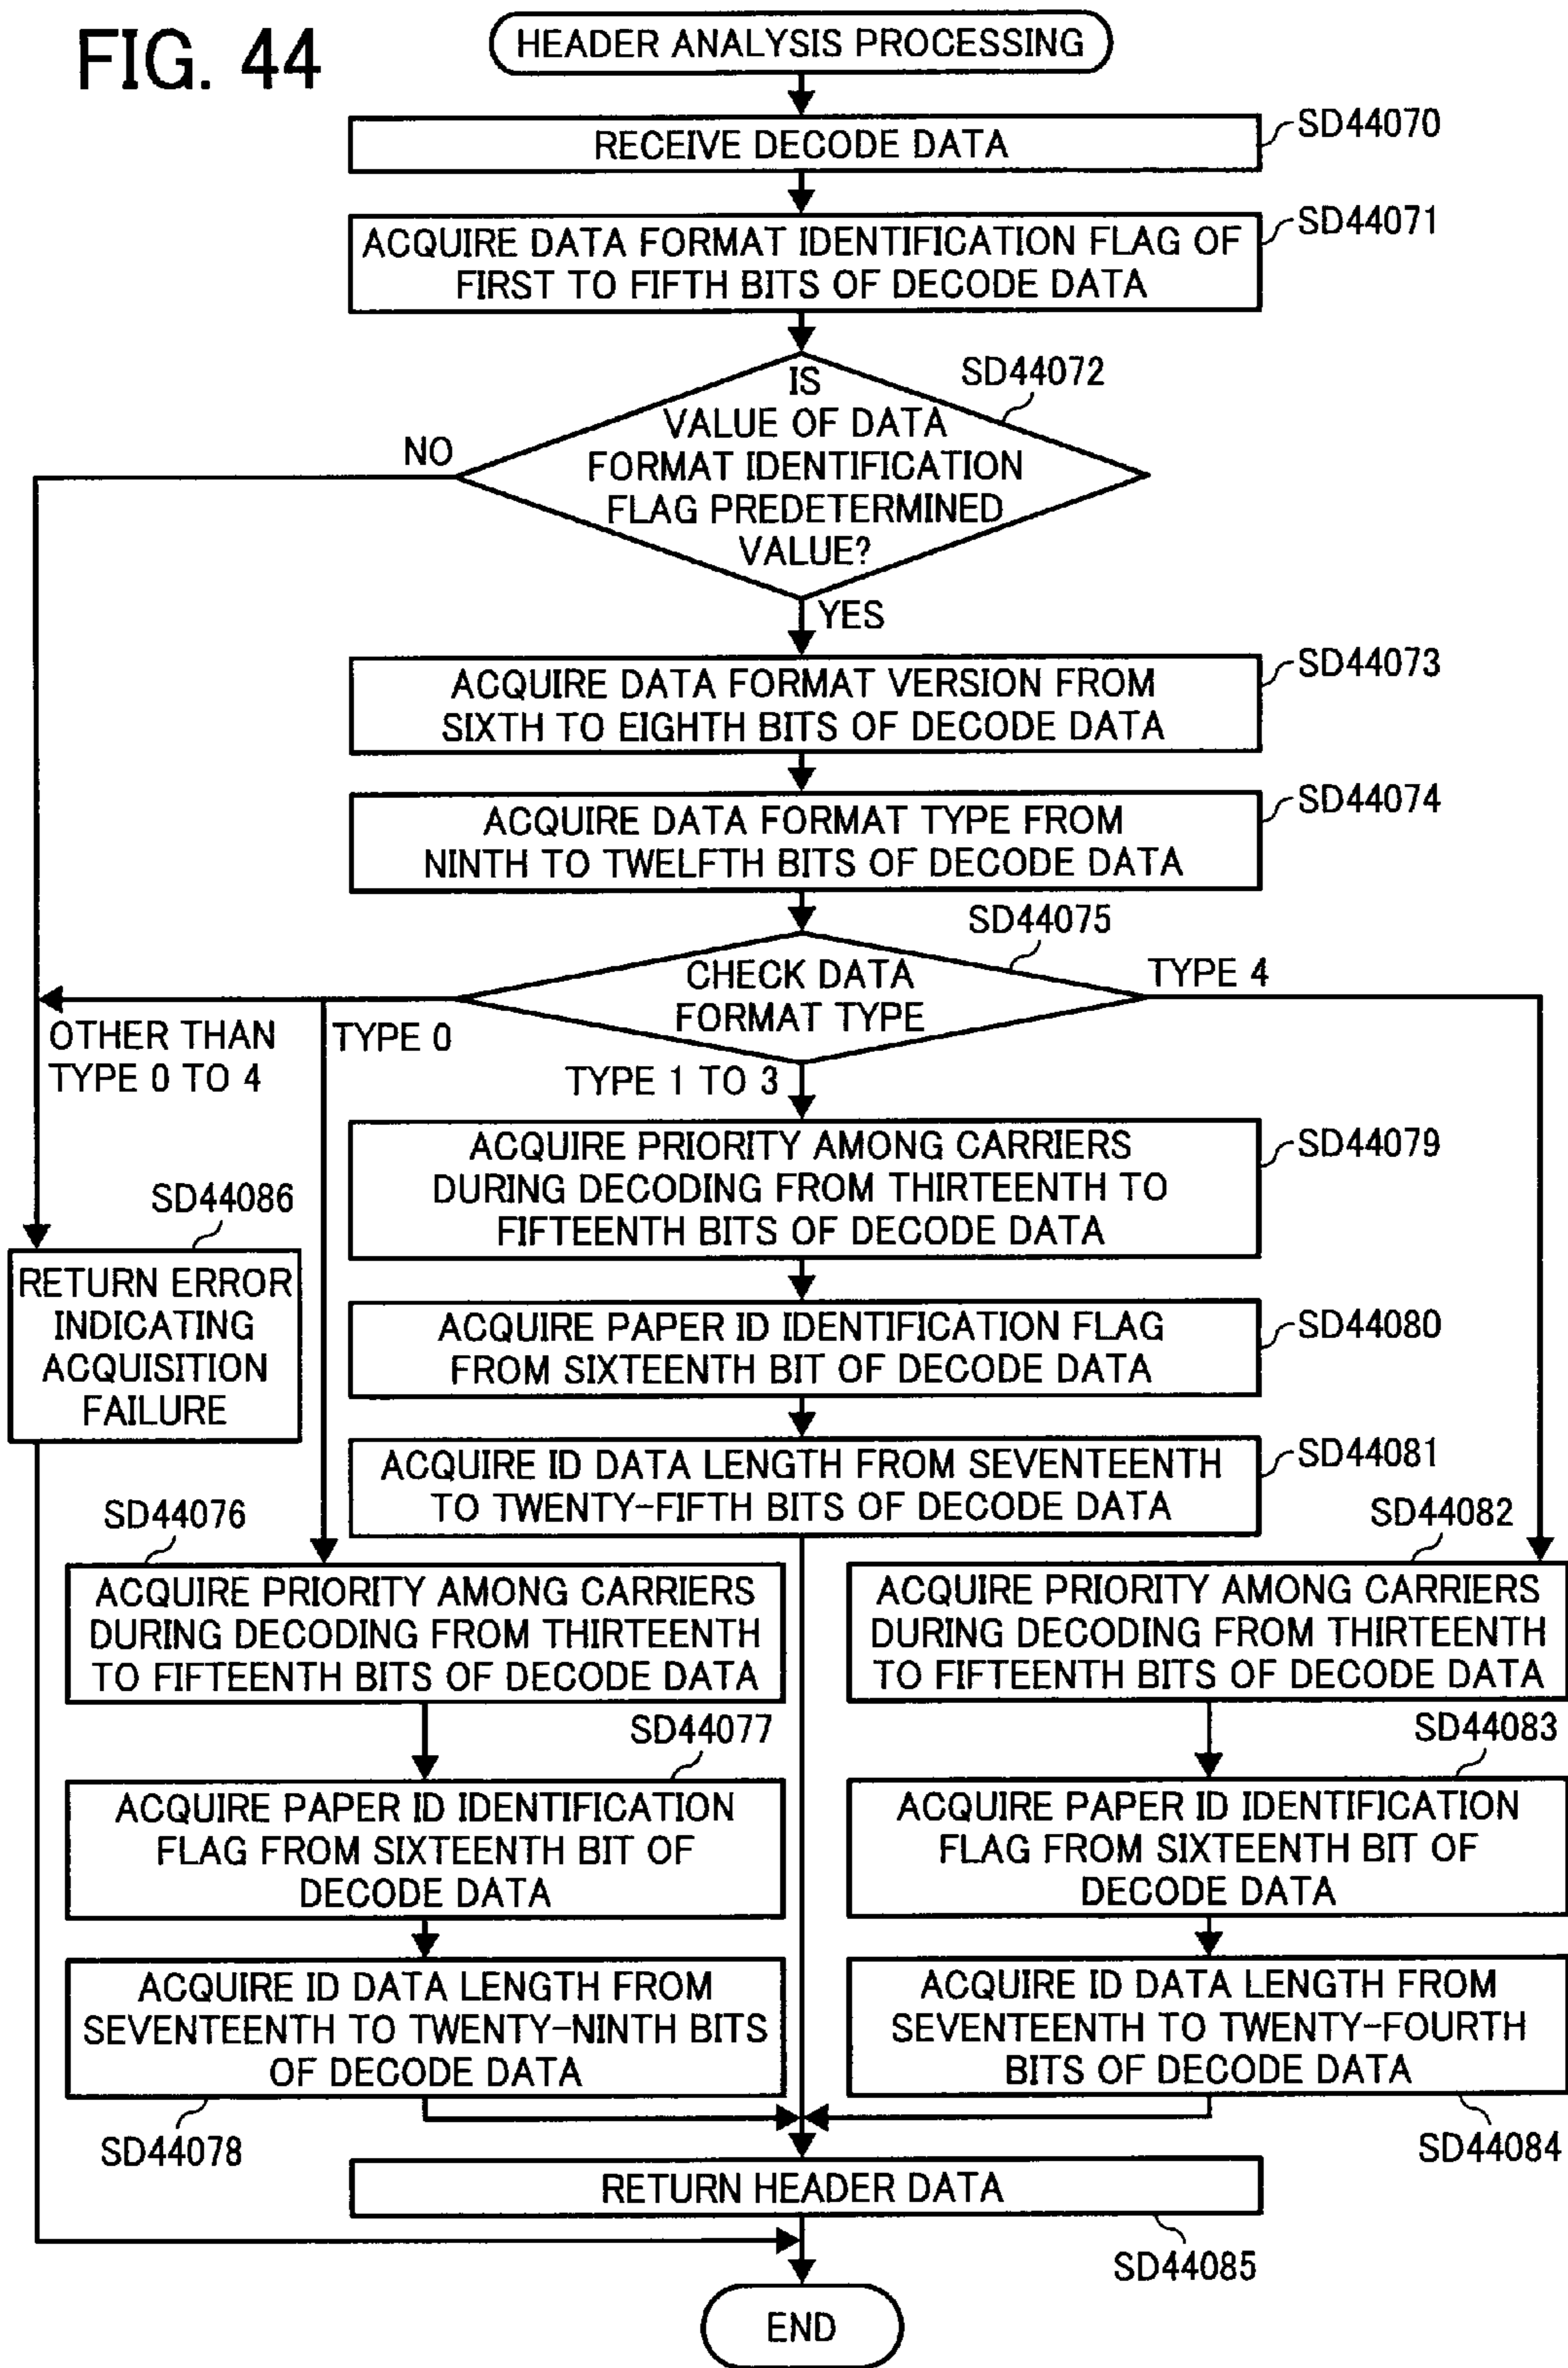 FIG. 44
HEADER ANALYSIS PROCESSING
RECEIVE DECODE DATA
SD44070
ACQUIRE DATA FORMAT IDENTIFICATION FLAG OF
FIRST TO FIFTH BITS OF DECODE DATA
SD44071
IS
VALUE OF DATA
FORMAT IDENTIFICATION
FLAG PREDETERMINED
VALUE?
SD44072
NO
YES
ACQUIRE DATA FORMAT VERSION FROM
SIXTH TO EIGHTH BITS OF DECODE DATA
SD44073
ACQUIRE DATA FORMAT TYPE FROM
NINTH TO TWELFTH BITS OF DECODE DATA
SD44074
SD44075
CHECK DATA
FORMAT TYPE
TYPE 4
OTHER THAN
TYPE 0 TO 4
TYPE 0
TYPE 1 TO 3
ACQUIRE PRIORITY AMONG CARRIERS
DURING DECODING FROM THIRTEENTH TO
FIFTEENTH BITS OF DECODE DATA
SD44079
SD44086
RETURN ERROR
INDICATING
ACQUISITION
FAILURE
ACQUIRE PAPER ID IDENTIFICATION FLAG
FROM SIXTEENTH BIT OF DECODE DATA
SD44080
ACQUIRE ID DATA LENGTH FROM SEVENTEENTH
TO TWENTY-FIFTH BITS OF DECODE DATA
SD44081
SD44076
ACQUIRE PRIORITY AMONG CARRIERS
DURING DECODING FROM THIRTEENTH
TO FIFTEENTH BITS OF DECODE DATA
SD44082
ACQUIRE PRIORITY AMONG CARRIERS
DURING DECODING FROM THIRTEENTH
TO FIFTEENTH BITS OF DECODE DATA
SD44077
ACQUIRE PAPER ID IDENTIFICATION
FLAG FROM SIXTEENTH BIT OF
DECODE DATA
SD44083
ACQUIRE PAPER ID IDENTIFICATION
FLAG FROM SIXTEENTH BIT OF
DECODE DATA
ACQUIRE ID DATA LENGTH FROM
SEVENTEENTH TO TWENTY-NINTH BITS
OF DECODE DATA
SD44078
ACQUIRE ID DATA LENGTH FROM
SEVENTEENTH TO TWENTY-FOURTH
BITS OF DECODE DATA
SD44084
RETURN HEADER DATA
SD44085
END